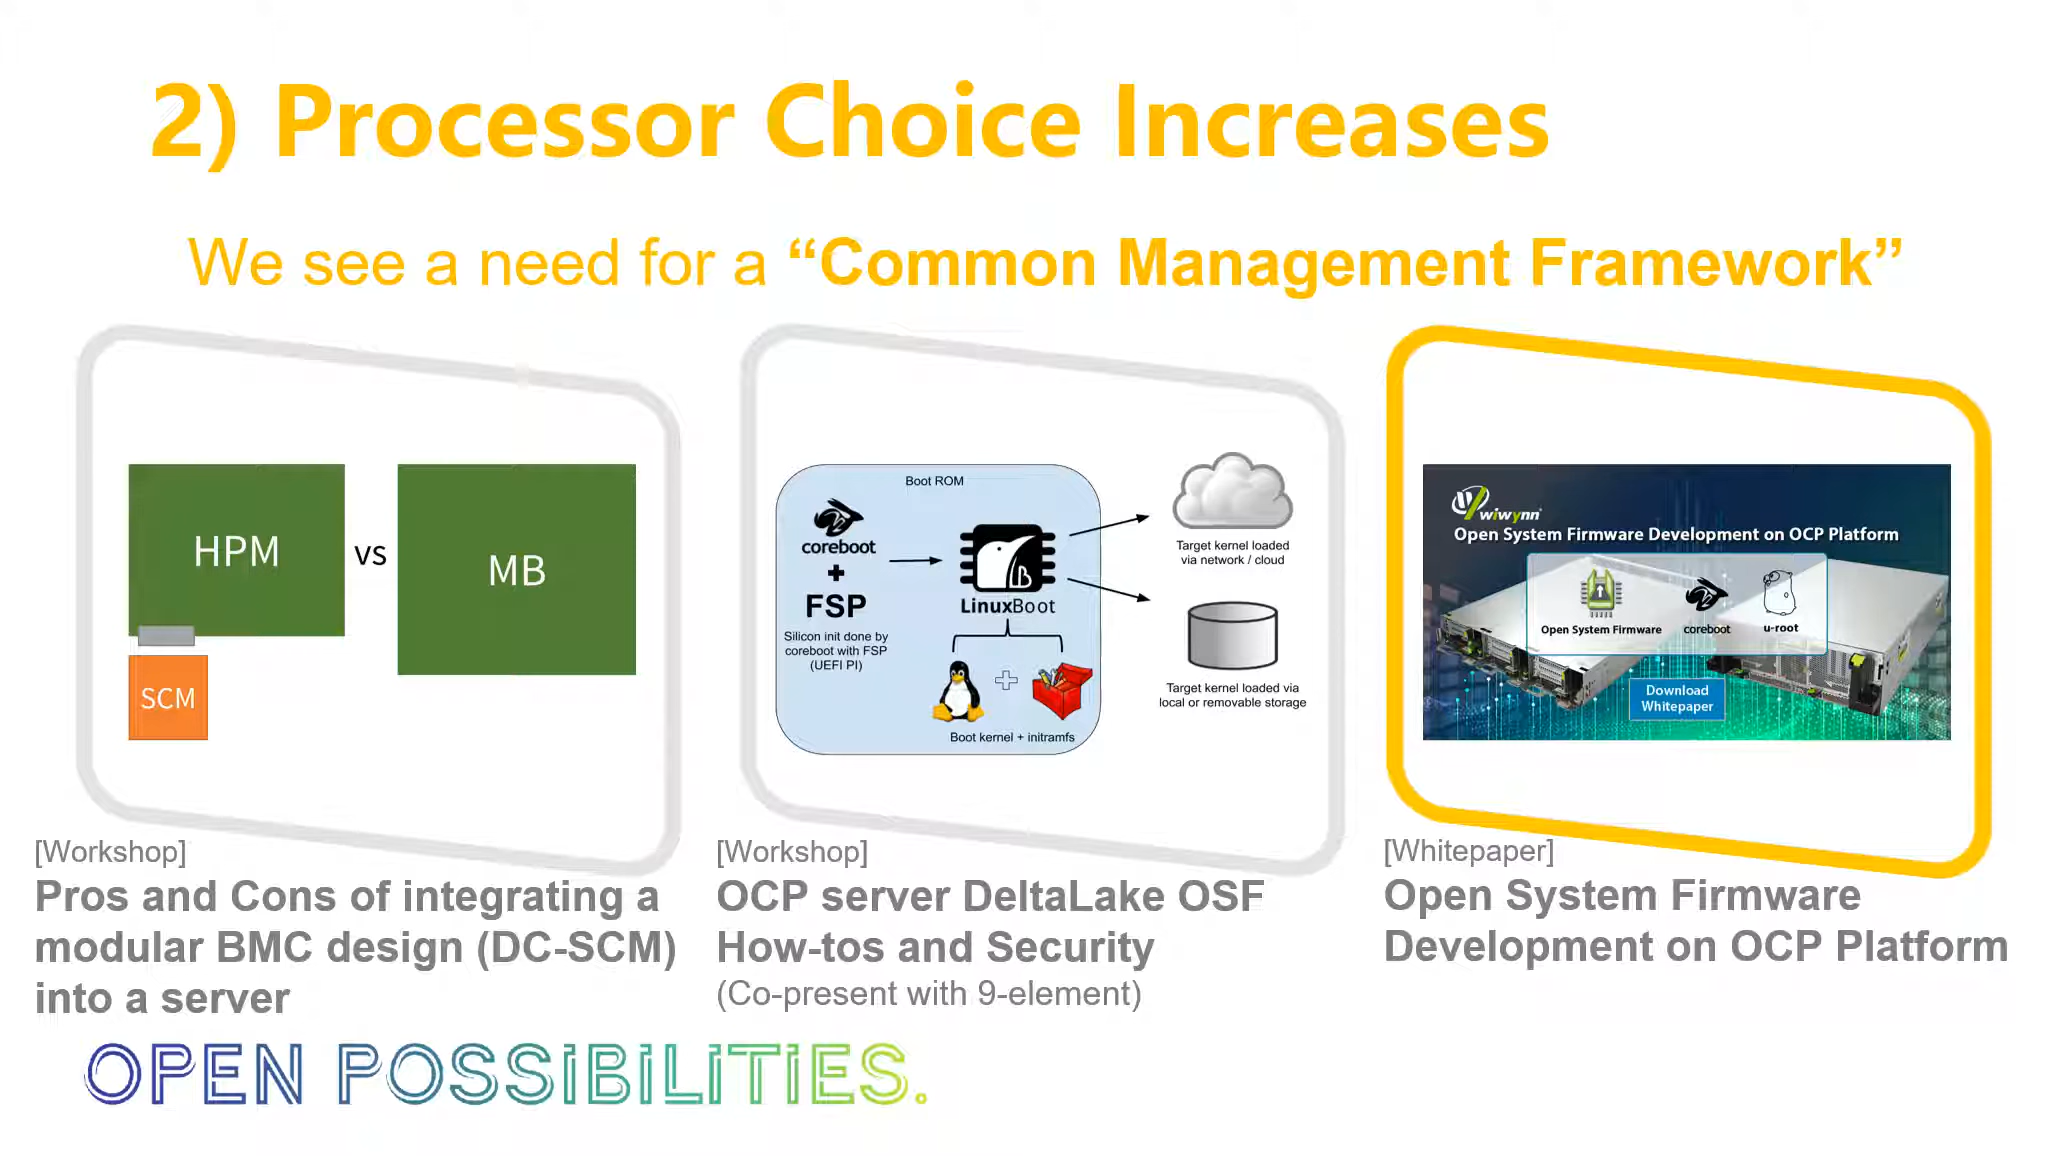 2) Processor Choice Increases
We see a need for a “Common Management Framework”
HPM
vs
MB
SCM
[Workshop]
Pros and Cons of integrating a
modular BMC design (DC-SCM)
into a server
Boot ROM
coreboot
+
FSP
Silicon init done by
coreboot with FSP
(UEFI PI)
LinuxBoot
Boot kernel + initramfs
Target kernel loaded
via network / cloud
Target kernel loaded via
local or removable storage
[Workshop]
OCP server DeltaLake OSF
How-tos and Security
(Co-present with 9-element)
wiwynn
Open System Firmware Development on OCP Platform
Open System Firmware
coreboot
u-root
Download
Whitepaper
[Whitepaper]
Open System Firmware
Development on OCP Platform
OPEN POSSIBILITIES.